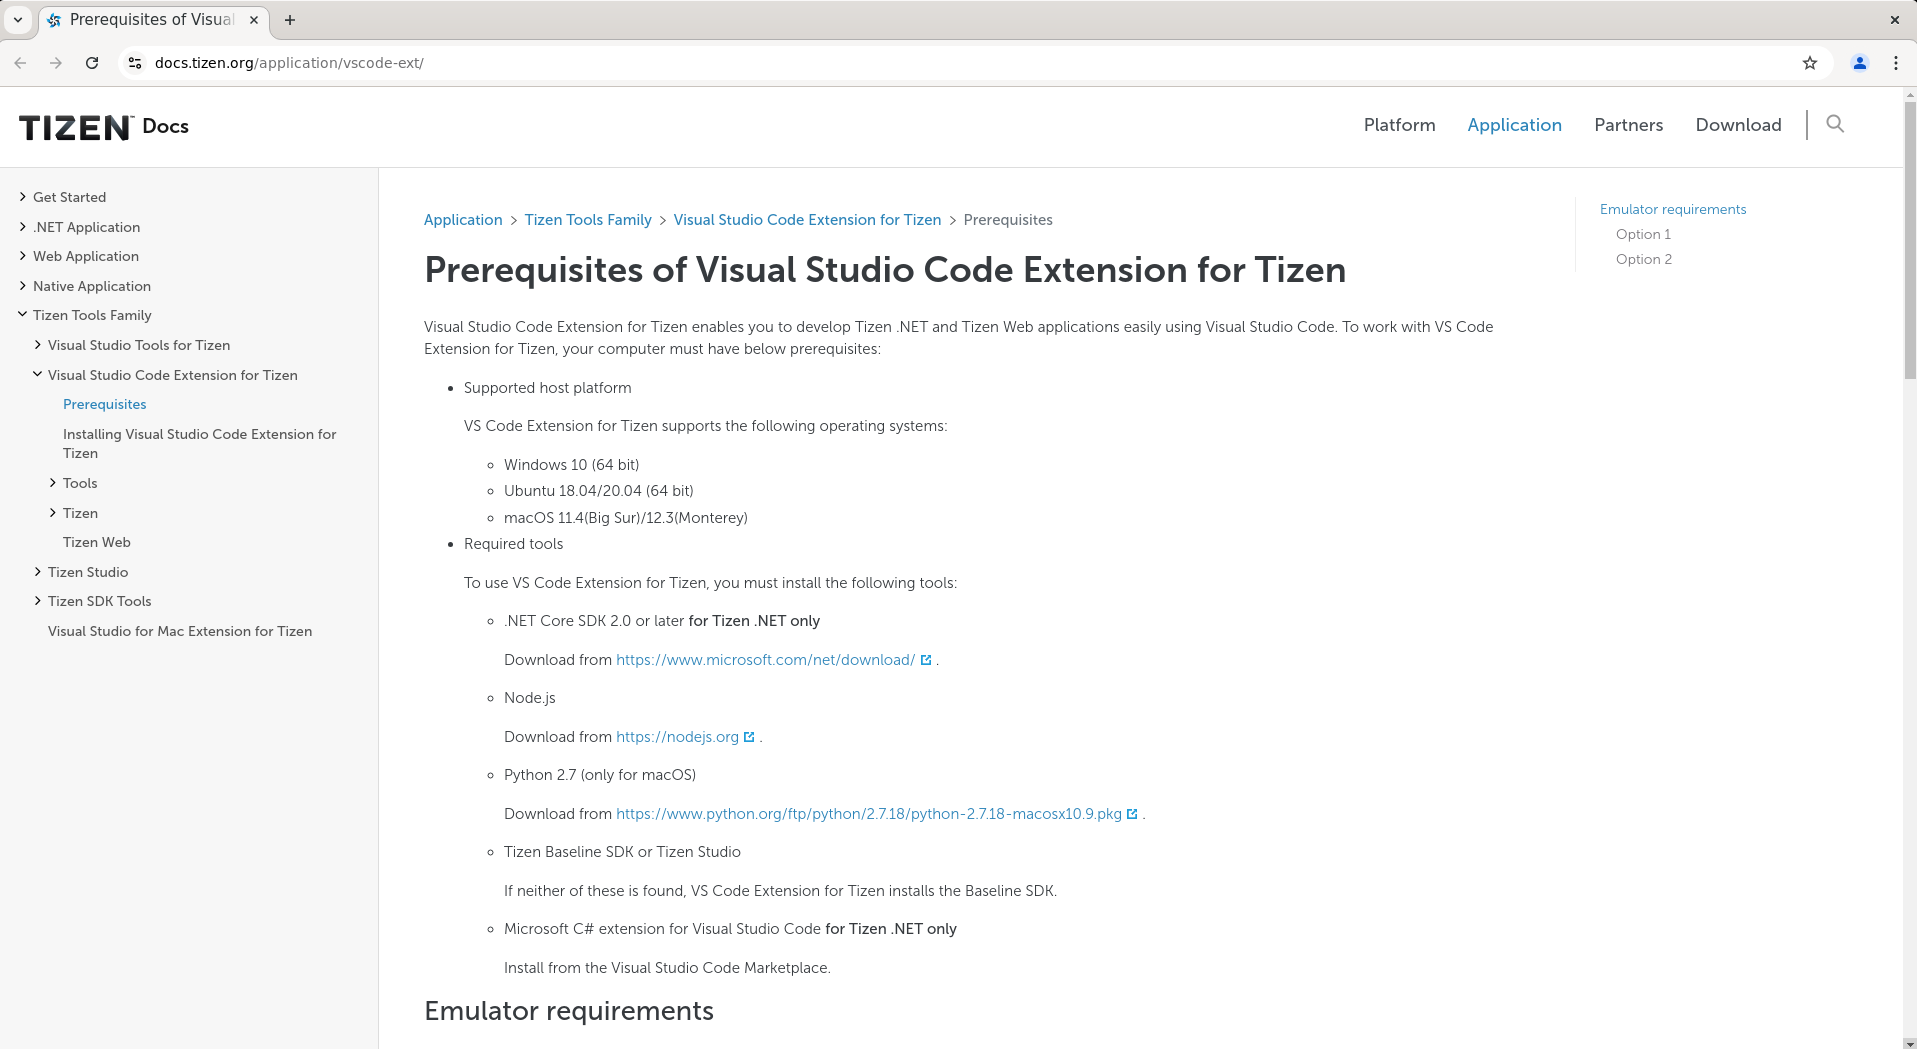 Prerequisites of Visual
docs.tizen.org/application/vscode-ext/
TIZEN™ Docs
Platform
Application
Partners
Download
Get Started
.NET Application
Web Application
Native Application
Tizen Tools Family
Visual Studio Tools for Tizen
Visual Studio Code Extension for Tizen
Prerequisites
Installing Visual Studio Code Extension for
Tizen
Tools
Tizen
Tizen Web
Tizen Studio
Tizen SDK Tools
Visual Studio for Mac Extension for Tizen
Application > Tizen Tools Family > Visual Studio Code Extension for Tizen > Prerequisites
Prerequisites of Visual Studio Code Extension for Tizen
Visual Studio Code Extension for Tizen enables you to develop Tizen .NET and Tizen Web applications easily using Visual Studio Code. To work with VS Code
Extension for Tizen, your computer must have below prerequisites:
Supported host platform
VS Code Extension for Tizen supports the following operating systems:
Windows 10 (64 bit)
Ubuntu 18.04/20.04 (64 bit)
macOS 11.4(Big Sur)/12.3(Monterey)
Required tools
To use VS Code Extension for Tizen, you must install the following tools:
.NET Core SDK 2.0 or later for Tizen .NET only
Download from https://www.microsoft.com/net/download/ .
Node.js
Download from https://nodejs.org .
Python 2.7 (only for macOS)
Download from https://www.python.org/ftp/python/2.7.18/python-2.7.18-macosx10.9.pkg .
Tizen Baseline SDK or Tizen Studio
If neither of these is found, VS Code Extension for Tizen installs the Baseline SDK.
Microsoft C# extension for Visual Studio Code for Tizen .NET only
Install from the Visual Studio Code Marketplace.
Emulator requirements
Emulator requirements
Option 1
Option 2